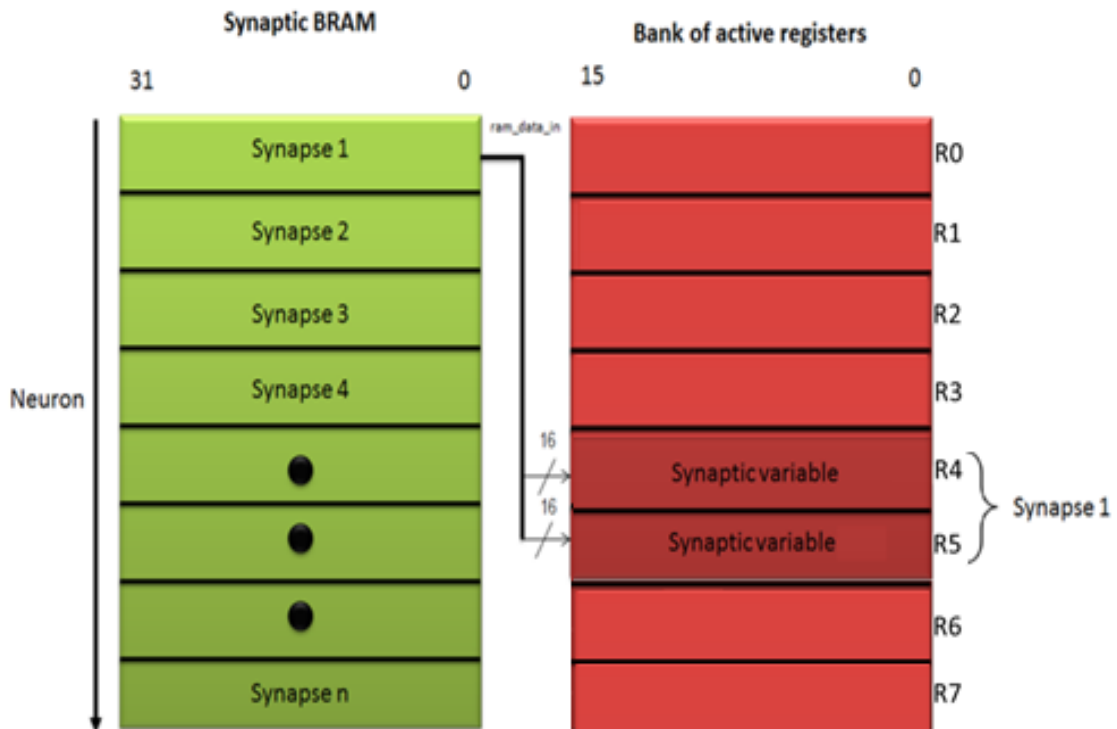 Synaptic BRAM
Bank of active registers
31 0
15 0
ram_data_in
Synapse 1
R0
Synapse 2
R1
Synapse 3
R2
Synapse 4
R3
Neuron
16
Synaptic variable
R4
16
Synaptic variable
R5
Synapse 1
R6
Synapse n
R7